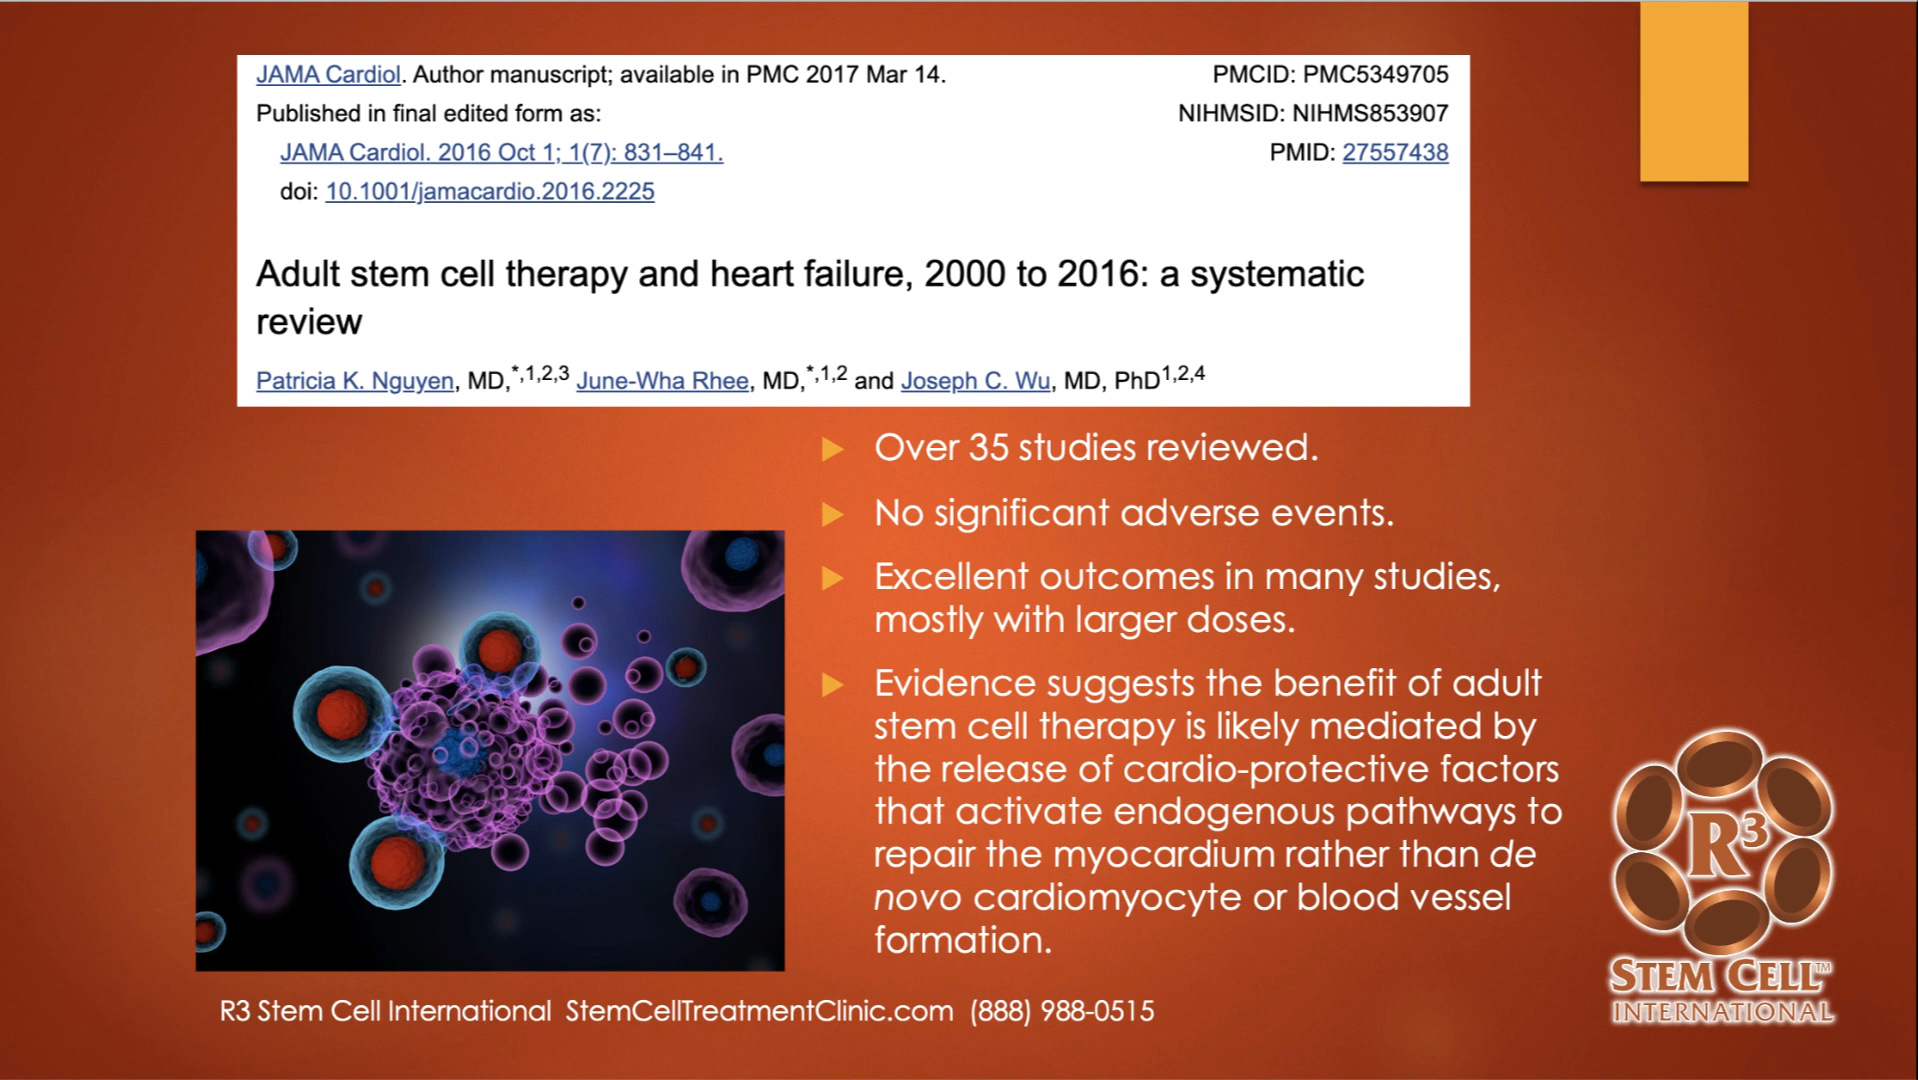 JAMA Cardiol. Author manuscript; available in PMC 2017 Mar 14.
Published in final edited form as:
JAMA Cardiol. 2016 Oct 1; 1(7): 831–841.
doi: 10.1001/jamacardio.2016.2225
PMCID: PMC5349705
NIHMSID: NIHMS853907
PMID: 27557438
Adult stem cell therapy and heart failure, 2000 to 2016: a systematic
review
Patricia K. Nguyen, MD,*,1,2,3 June-Wha Rhee, MD,*,1,2 and Joseph C. Wu, MD, PhD1,2,4
Over 35 studies reviewed.
No significant adverse events.
Excellent outcomes in many studies,
mostly with larger doses.
Evidence suggests the benefit of adult
stem cell therapy is likely mediated by
the release of cardio-protective factors
that activate endogenous pathways to
repair the myocardium rather than de
novo cardiomyocyte or blood vessel
formation.
R3
STEM CELL™
INTERNATIONAL
R3 Stem Cell International StemCellTreatmentClinic.com (888) 988-0515